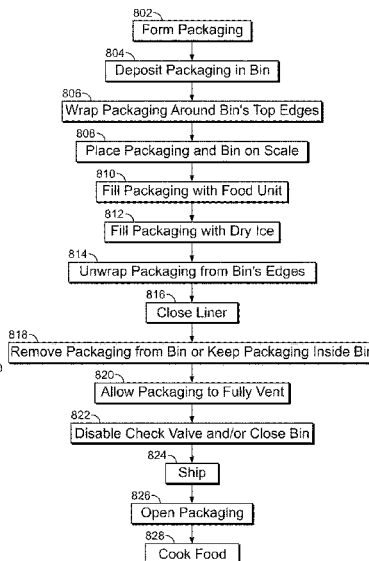 802
Form Packaging
804
Deposit Packaging in Bin
806
Wrap Packaging Around Bin's Top Edges
808
Place Packaging and Bin on Scale
810
Fill Packaging with Food Unit
812
Fill Packaging with Dry Ice
814
Unwrap Packaging from Bin's Edges
816
Close Liner
818
Remove Packaging from Bin or Keep Packaging Inside Bin
820
Allow Packaging to Fully Vent
822
Disable Check Valve and/or Close Bin
824
Ship
826
Open Packaging
828
Cook Food